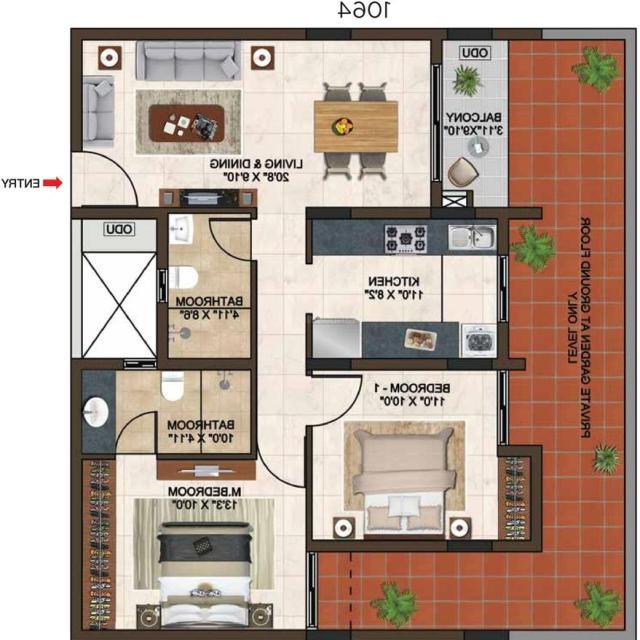 1064
ODU
BALCONY
3'11"X9'10"
LIVING & DINING
20'8" X 9'10"
ENTRY
ODU
BATHROOM
4'11" X 8'6"
KITCHEN
11'0" X 8'2"
PRIVATE GARDEN AT GROUND FLOOR
LEVEL ONLY
BEDROOM - 1
11'0" X 10'0"
BATHROOM
10'0" X 4'11"
M.BEDROOM
13'3" X 10'0"